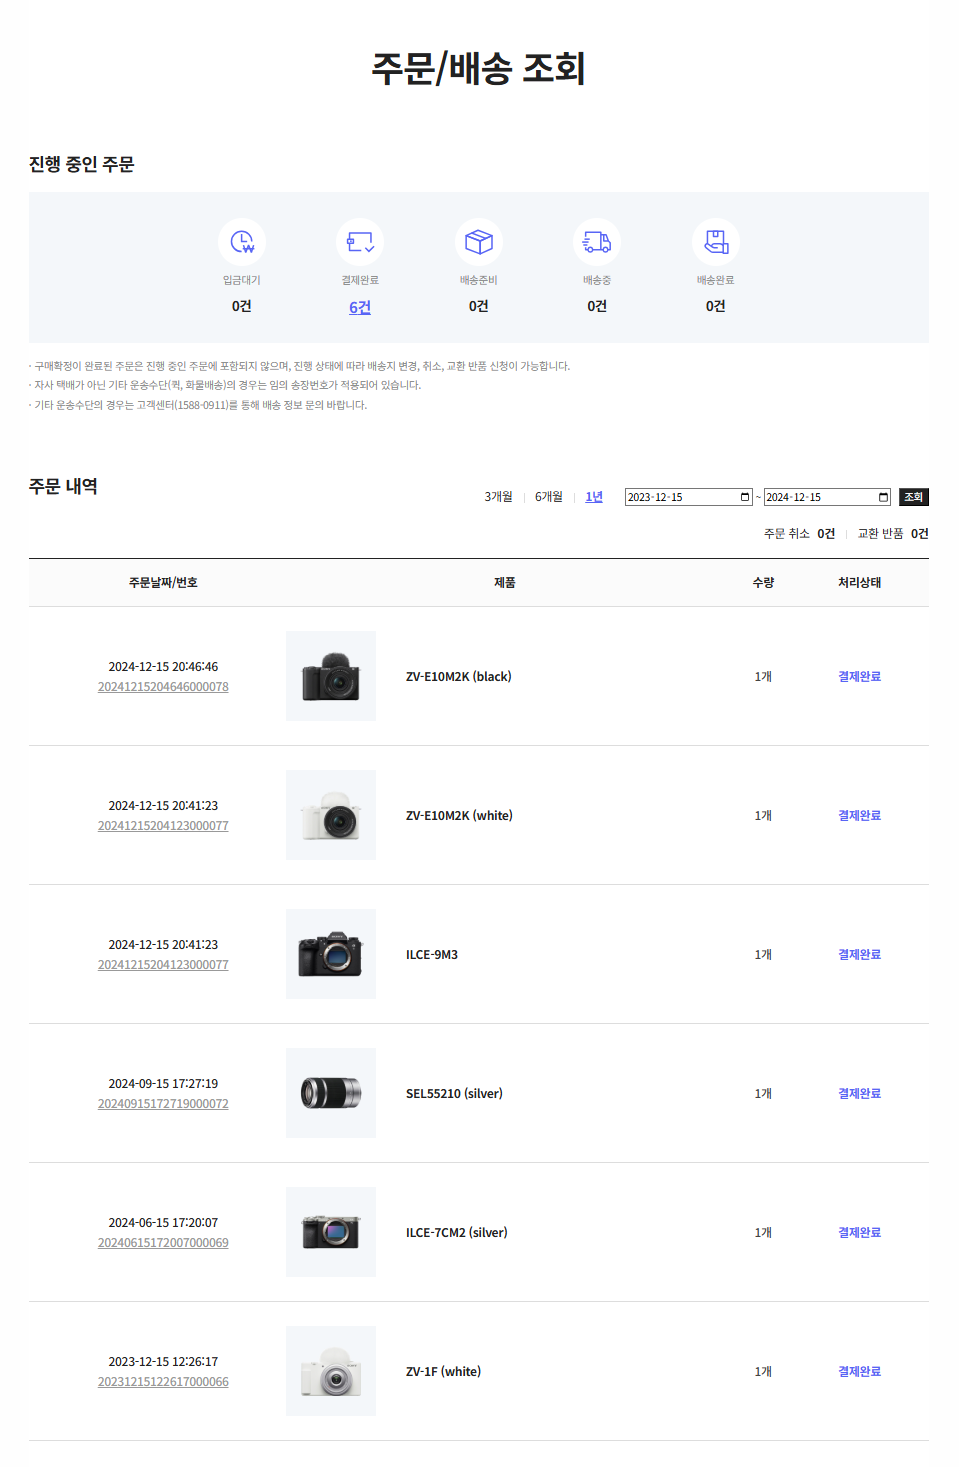 주문/배송 조회
진행 중인 주문
입금대기 결제완료 배송준비 배송중 배송완료
0건 6건 0건 0건 0건
· 구매확정이 완료된 주문은 진행 중인 주문에 포함되지 않으며, 진행 상태에 따라 배송지 변경, 취소, 교환 반품 신청이 가능합니다.
· 자사 택배가 아닌 기타 운송수단(퀵, 화물배송)의 경우는 임의 송장번호가 적용되어 있습니다.
· 기타 운송수단의 경우는 고객센터(1588-0911)를 통해 배송 정보 문의 바랍니다.
주문 내역
3개월 6개월 1년 2023-12-15 ~ 2024-12-15 조회
주문 취소 0건 교환 반품 0건
주문날짜/번호 제품 수량 처리상태
2024-12-15 20:46:46
20241215204646000078
ZV-E10M2K (black) 1개 결제완료
2024-12-15 20:41:23
20241215204123000077
ZV-E10M2K (white) 1개 결제완료
2024-12-15 20:41:23
20241215204123000077
ILCE-9M3 1개 결제완료
2024-09-15 17:27:19
20240915172719000072
SEL55210 (silver) 1개 결제완료
2024-06-15 17:20:07
20240615172007000069
ILCE-7CM2 (silver) 1개 결제완료
2023-12-15 12:26:17
20231215122617000066
ZV-1F (white) 1개 결제완료